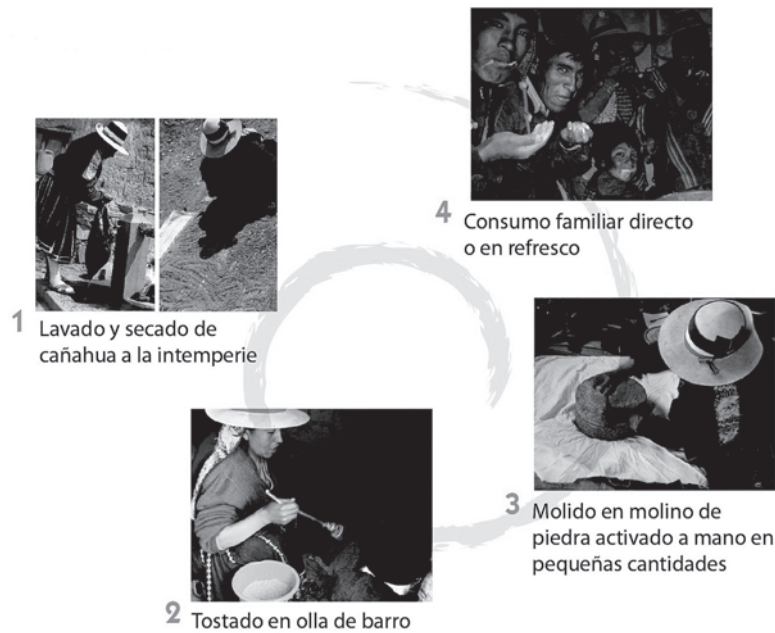 1
Lavado y secado de
cañahua a la intemperie
2
Tostado en olla de barro
3
Molido en molino de
piedra activado a mano en
pequeñas cantidades
4
Consumo familiar directo
o en refresco